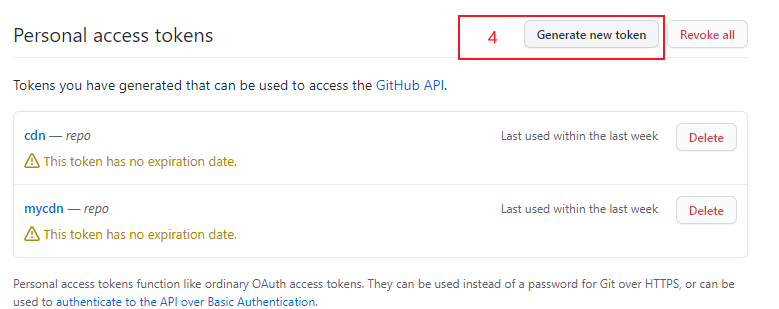 Personal access tokens 4 Generate new token Revoke all
Tokens you have generated that can be used to access the GitHub API.
cdn — repo Last used within the last week Delete
This token has no expiration date.
mycdn — repo Last used within the last week Delete
This token has no expiration date.
Personal access tokens function like ordinary OAuth access tokens. They can be used instead of a password for Git over HTTPS, or can be
used to authenticate to the API over Basic Authentication.